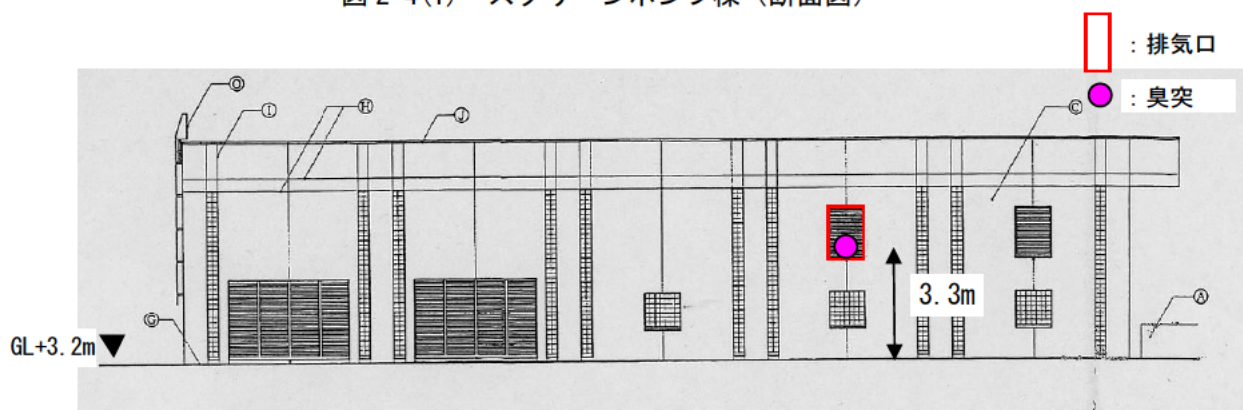 図 2-4(1) スクリーンポンプ棟（断面図）
：排気口
：臭突
Ⓞ
Ⓘ
Ⓗ
Ⓙ
Ⓒ
3.3m
Ⓖ
Ⓐ
GL+3.2m